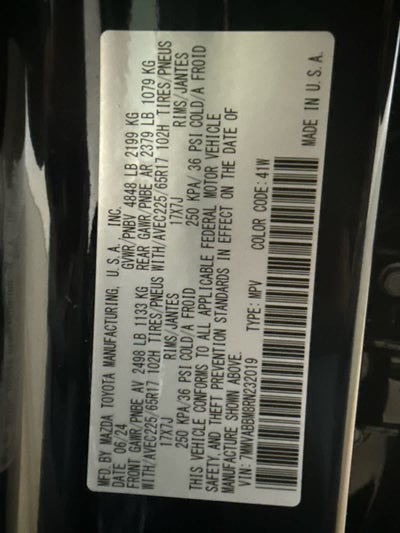 MFD.BY MAZDA TOYOTA MANUFACTURING, U.S.A., INC.
DATE 06/24 GVWR/PNBV 4848 LB 2199 KG
FRONT GAWR/PNBE AV 2498 LB 1133 KG REAR GAWR/PNBE AR 2379 LB 1079 KG
WITH/AVEC225/65R17 102H TIRES/PNEUS WITH/AVEC225/65R17 102H TIRES/PNEUS
17X7J RIMS/JANTES 17X7J RIMS/JANTES
250 KPA/36 PSI COLD/A FROID 250 KPA/ 36 PSI COLD/A FROID
THIS VEHICLE CONFORMS TO ALL APPLICABLE FEDERAL MOTOR VEHICLE
SAFETY AND THEFT PREVENTION STANDARDS IN EFFECT ON THE DATE OF
MANUFACTURE SHOWN ABOVE.
VIN: 7MMVABBM8RN232019 TYPE: MPV COLOR CODE: 41W
MADE IN U.S.A.